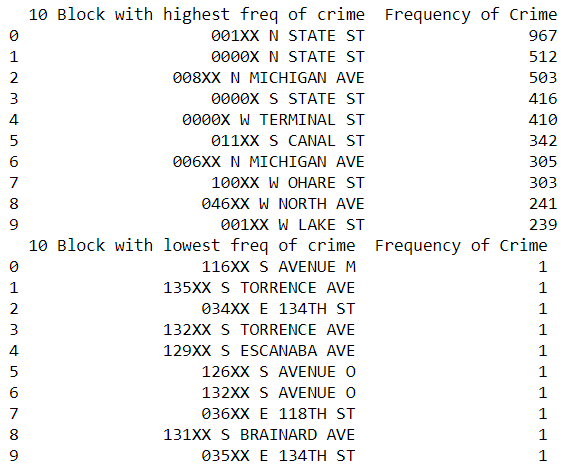 10 Block with highest freq of crime Frequency of Crime
0 001XX N STATE ST 967
1 0000X N STATE ST 512
2 008XX N MICHIGAN AVE 503
3 0000X S STATE ST 416
4 0000X W TERMINAL ST 410
5 011XX S CANAL ST 342
6 006XX N MICHIGAN AVE 305
7 100XX W OHARE ST 303
8 046XX W NORTH AVE 241
9 001XX W LAKE ST 239
10 Block with lowest freq of crime Frequency of Crime
0 116XX S AVENUE M 1
1 135XX S TORRENCE AVE 1
2 034XX E 134TH ST 1
3 132XX S TORRENCE AVE 1
4 129XX S ESCANABA AVE 1
5 126XX S AVENUE O 1
6 132XX S AVENUE O 1
7 036XX E 118TH ST 1
8 131XX S BRAINARD AVE 1
9 035XX E 134TH ST 1